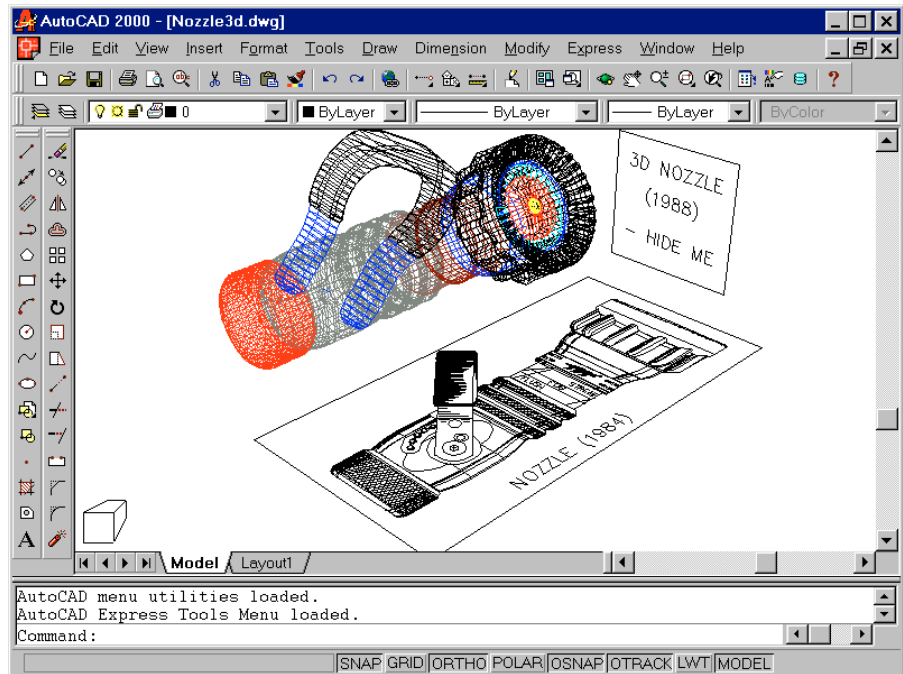 AutoCAD 2000 - [Nozzle3d.dwg]
File Edit View Insert Format Tools Draw Dimension Modify Express Window Help
0 ByLayer ByLayer ByLayer ByColor
3D NOZZLE
(1988)
- HIDE ME
NOZZLE (1984)
A
Model Layout1
AutoCAD menu utilities loaded.
AutoCAD Express Tools Menu loaded.
Command:
SNAP GRID ORTHO POLAR OSNAP OTRACK LWT MODEL